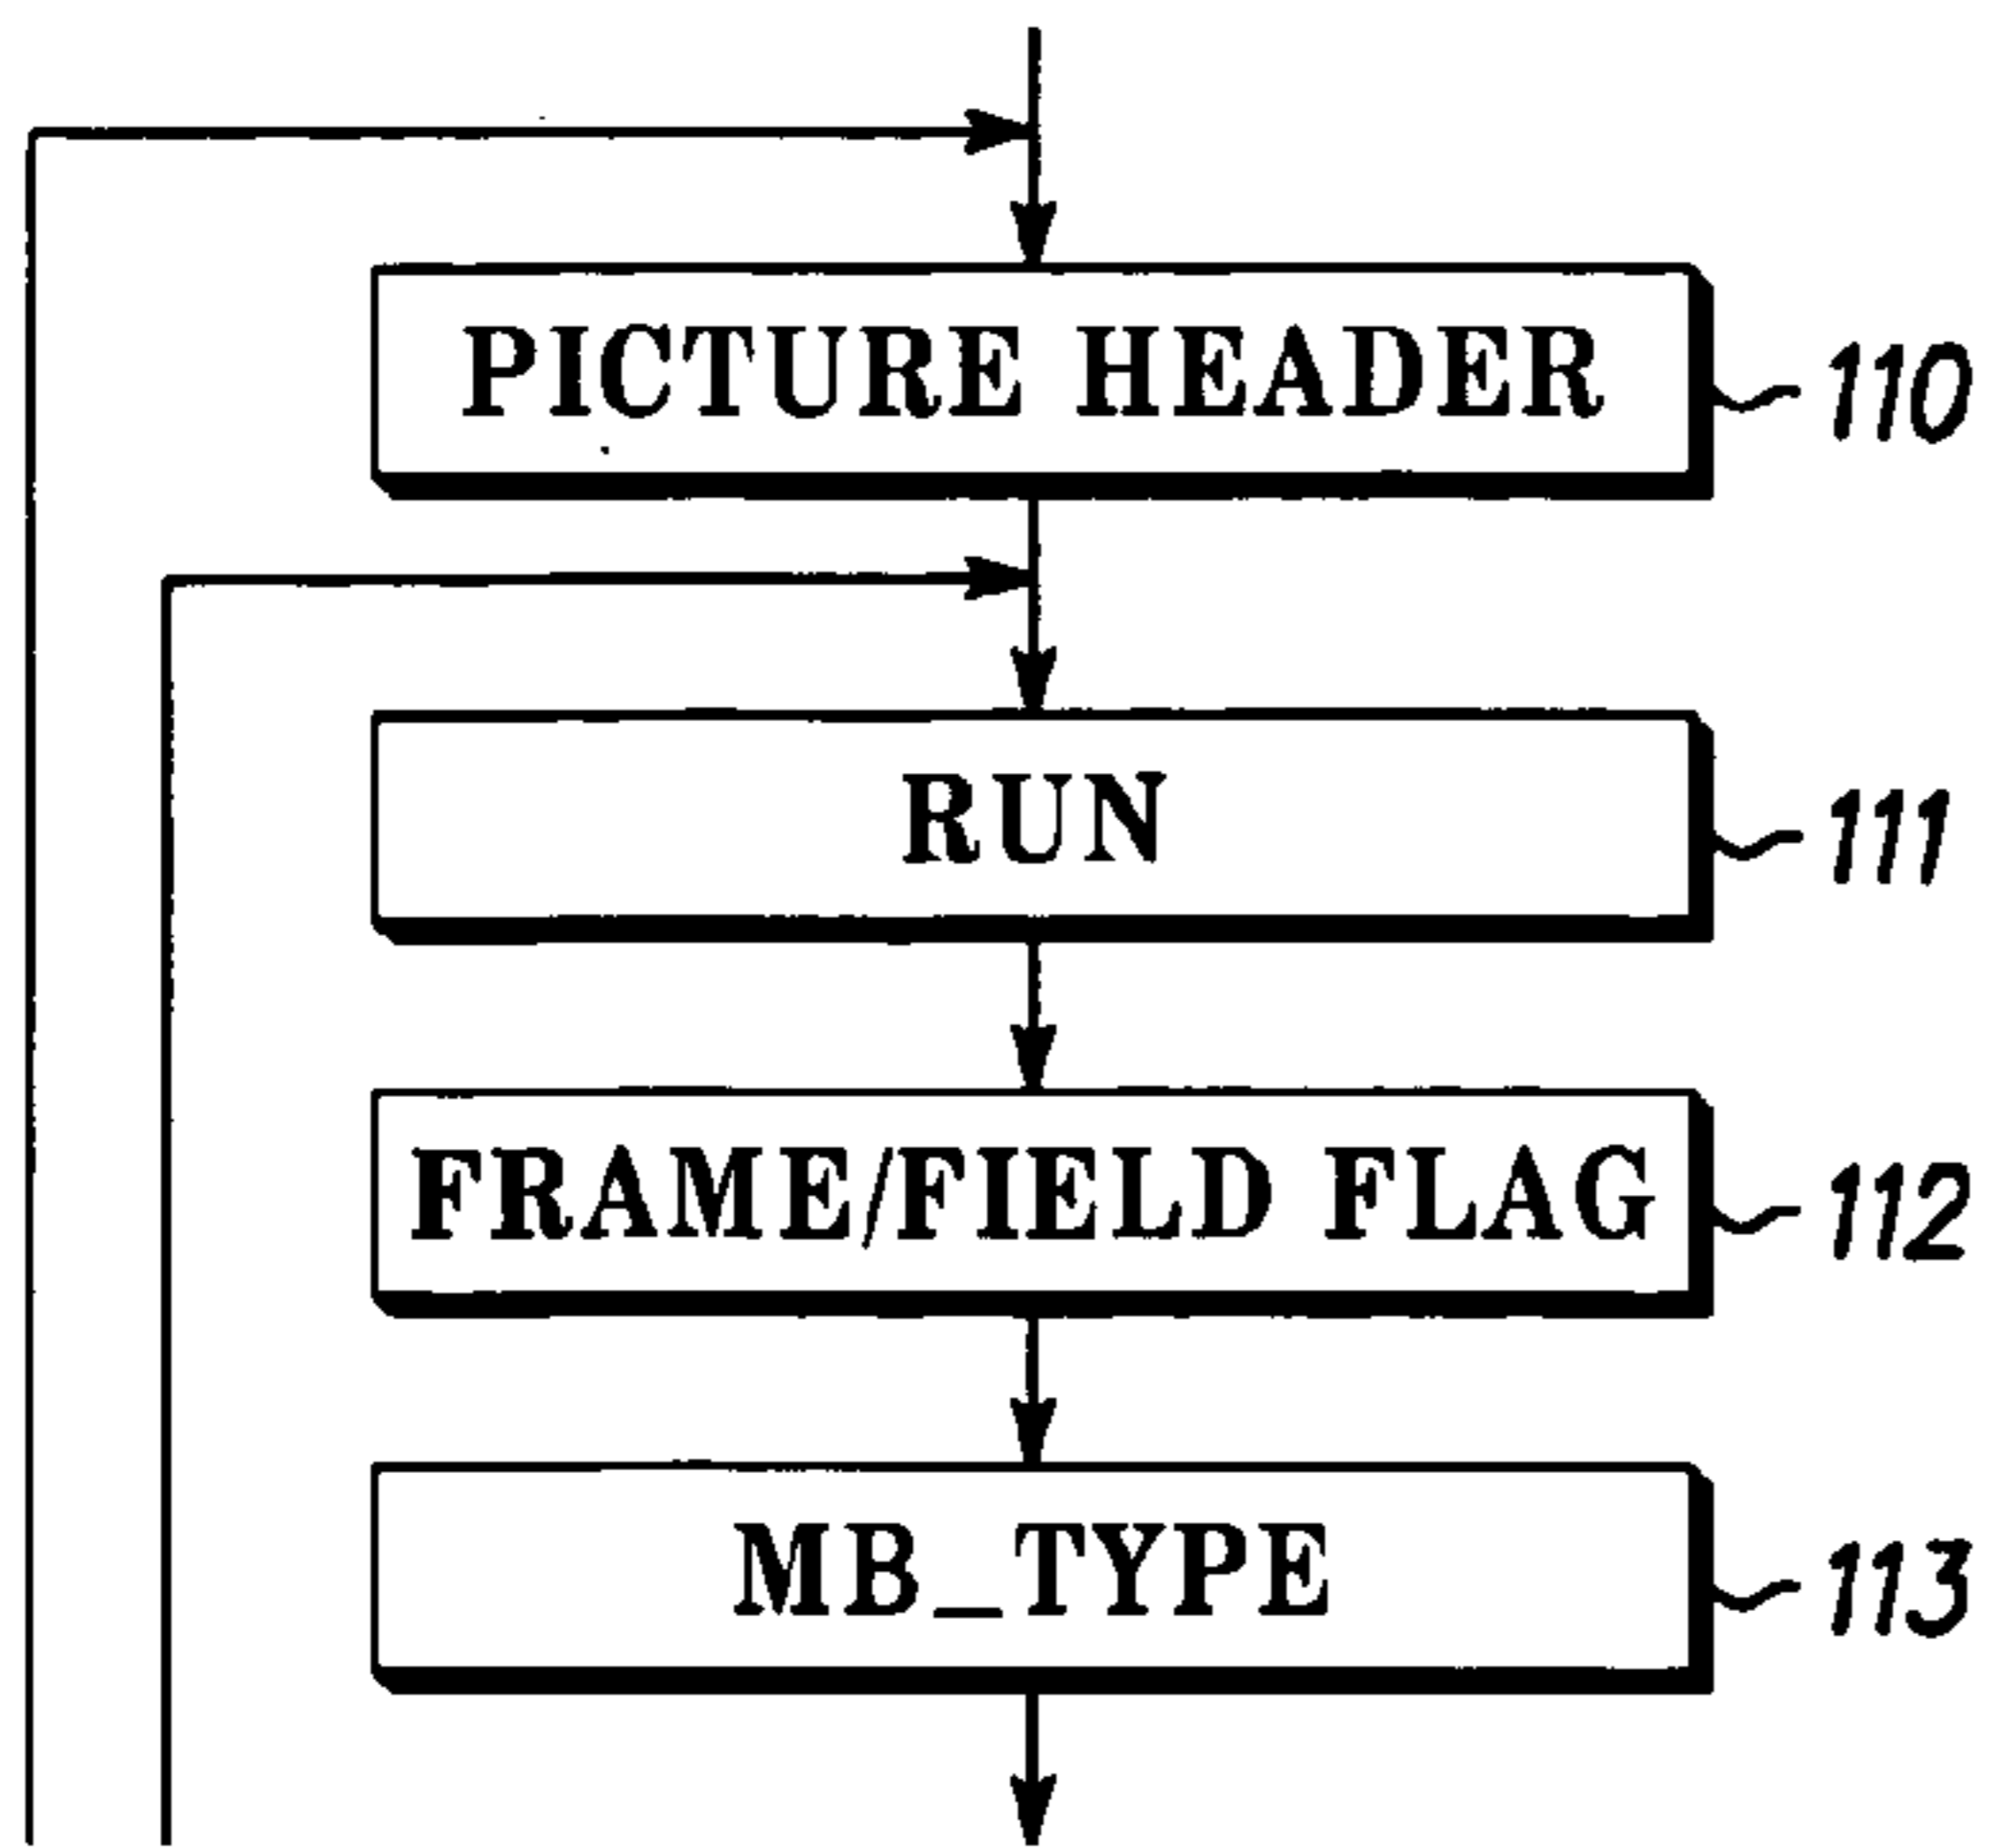 PICTURE HEADER
110
RUN
111
FRAME/FIELD FLAG
112
MB_TYPE
113